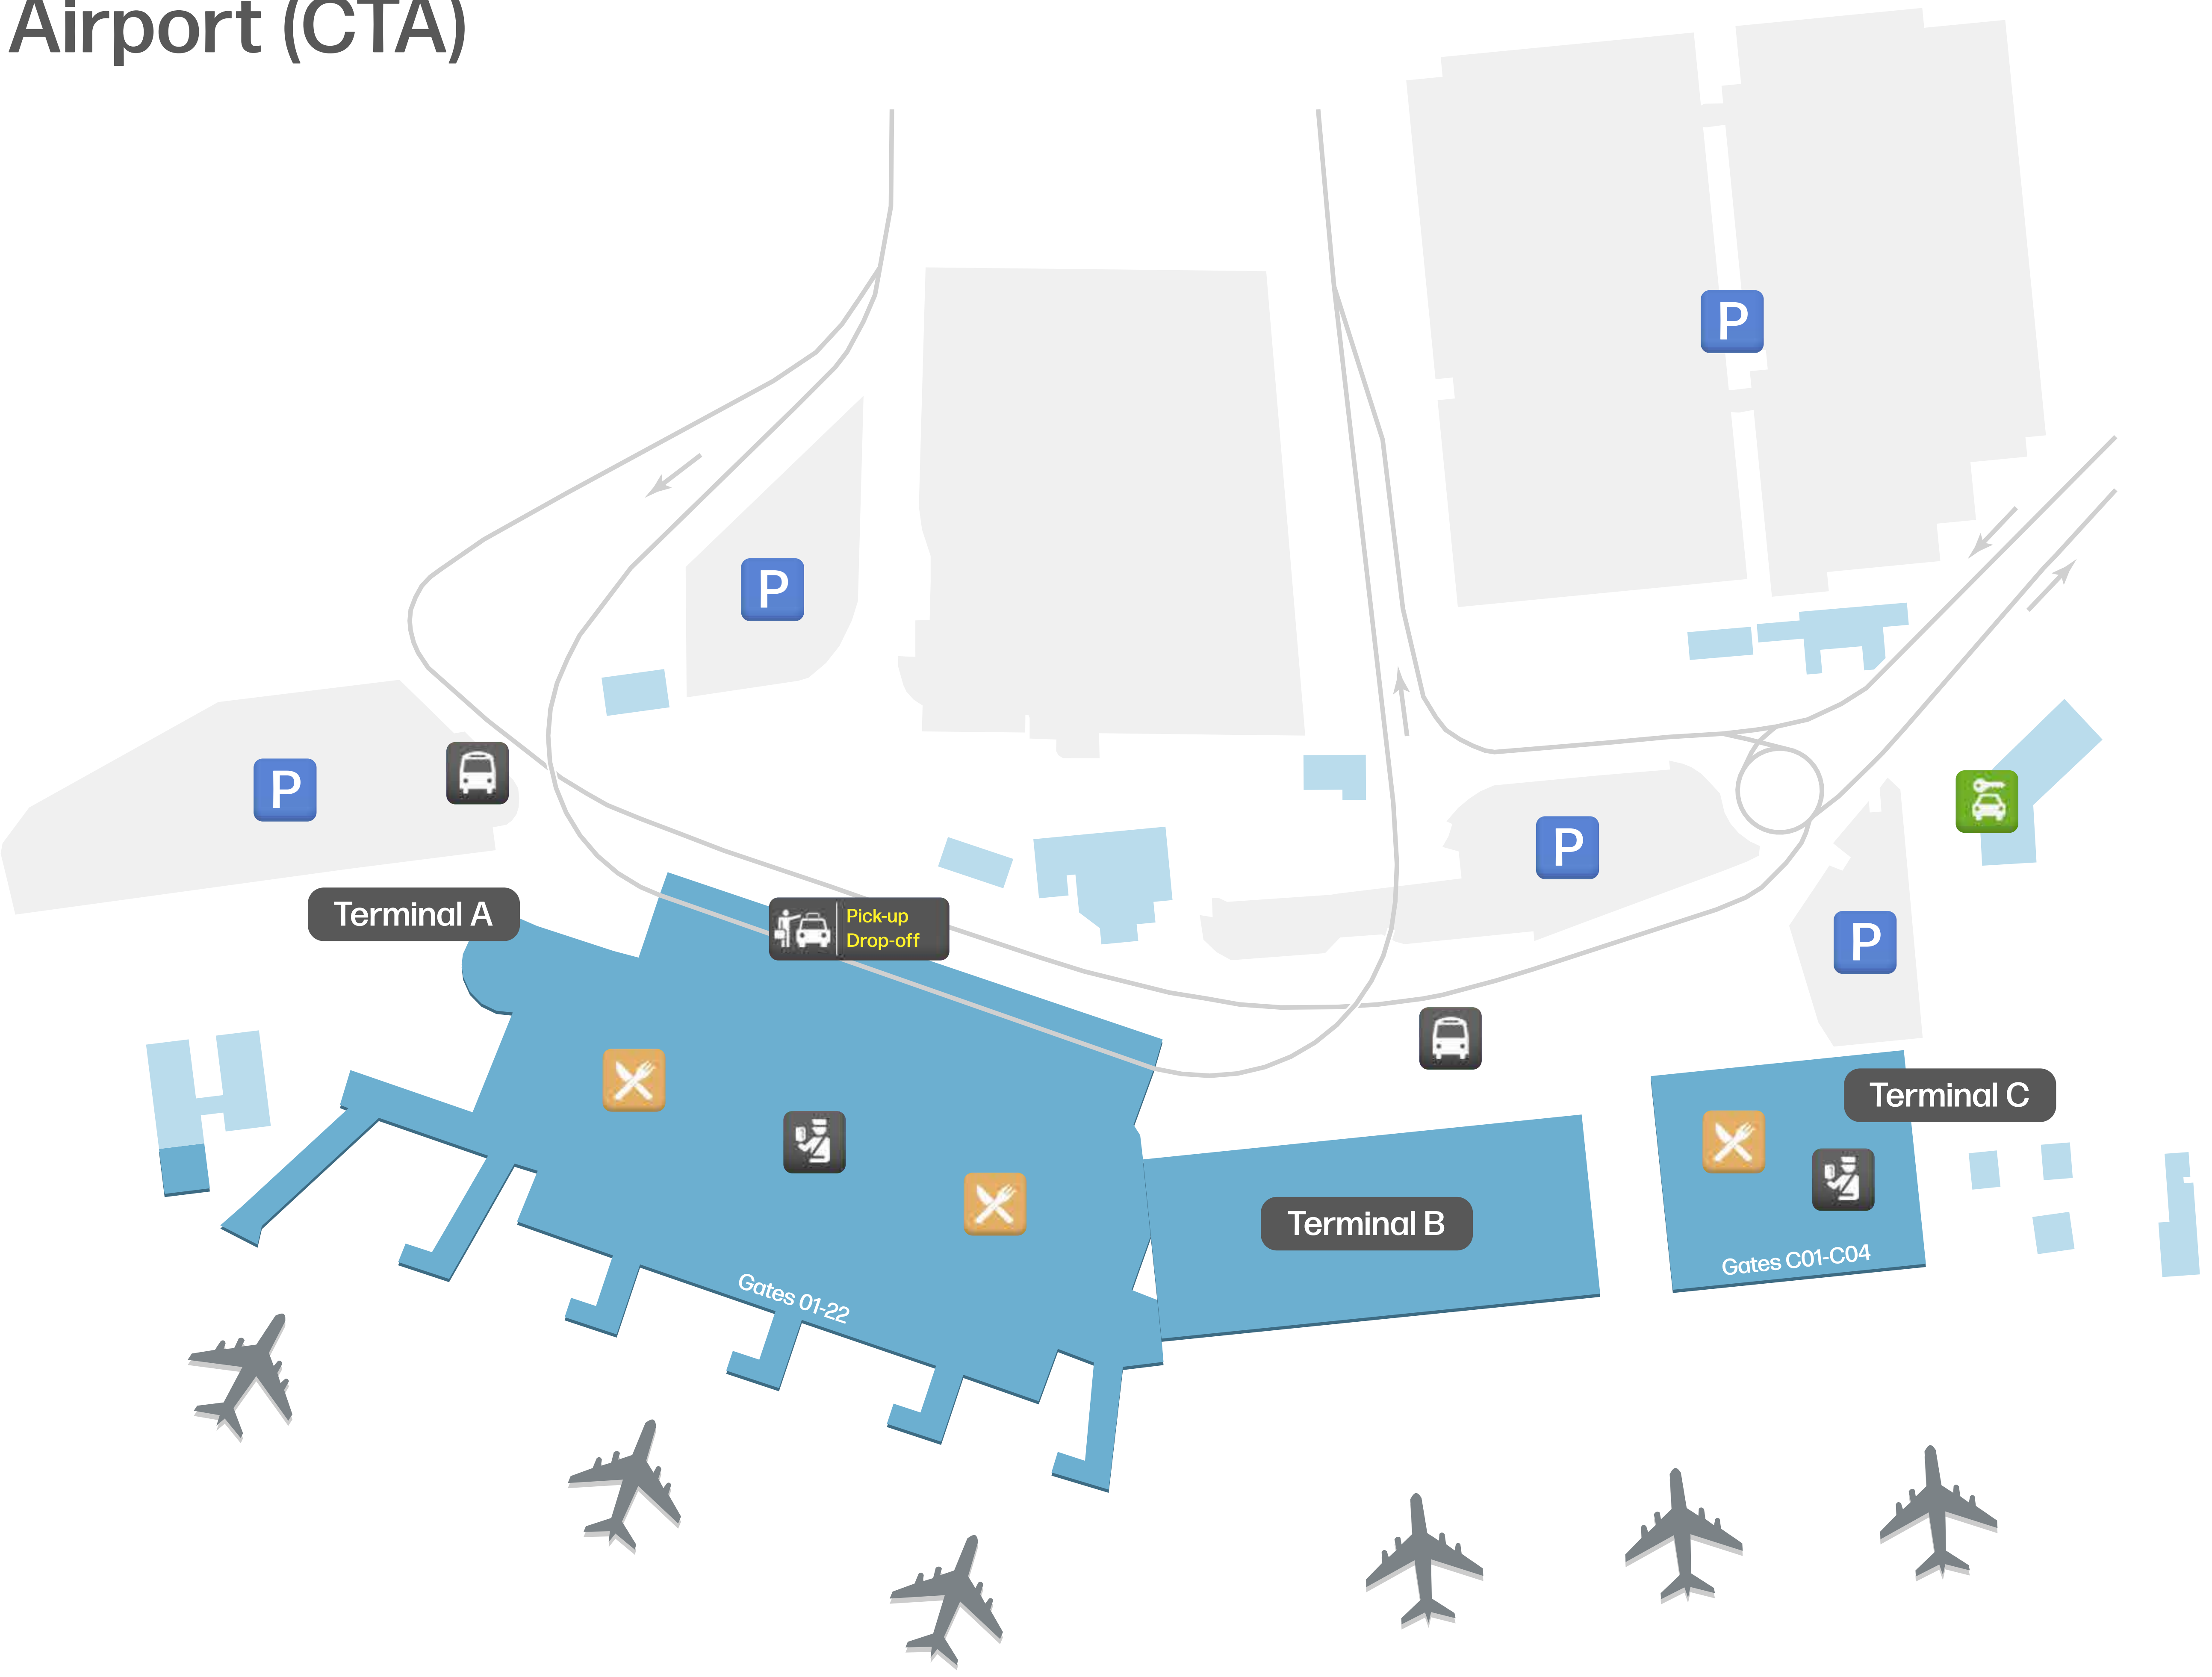 Airport (CTA)
P
P
P
P
P
Terminal A
Pick-up
Drop-off
Terminal C
Terminal B
Gates C01-C04
Gates 01-22